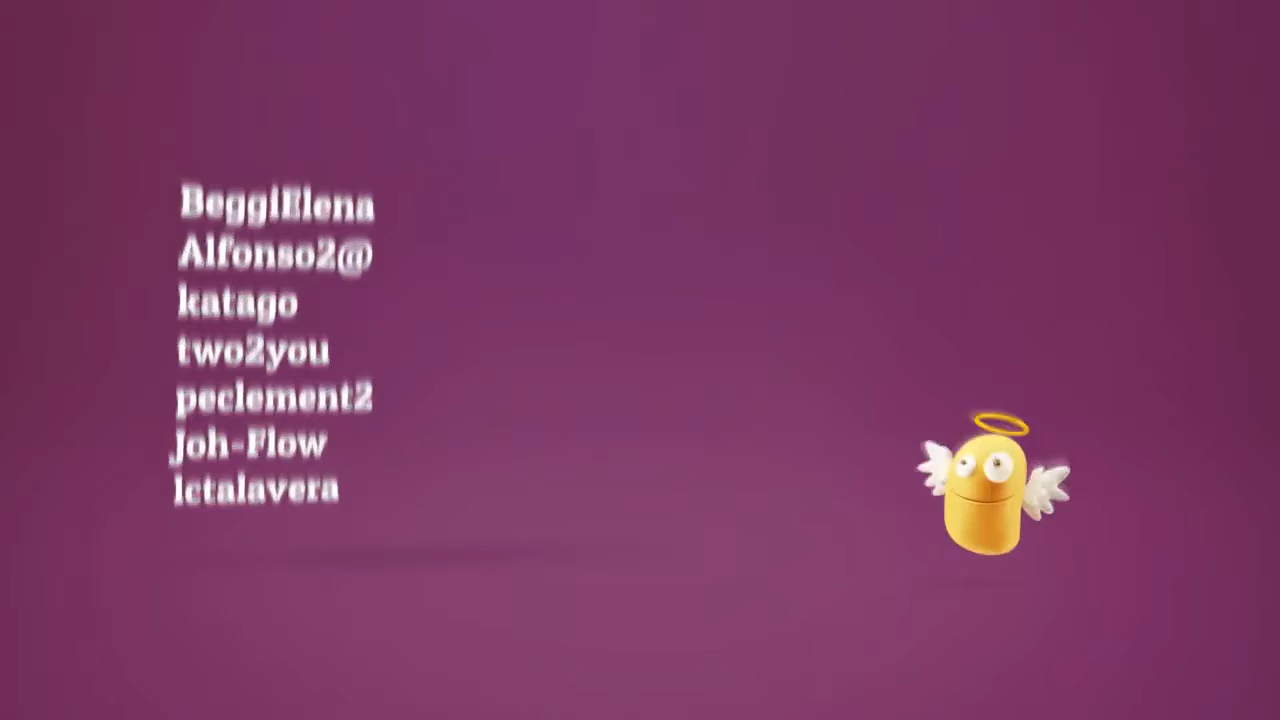 BeggiElena
Alfonso2@
katago
two2you
peclement2
Joh-Flow
lctalavera